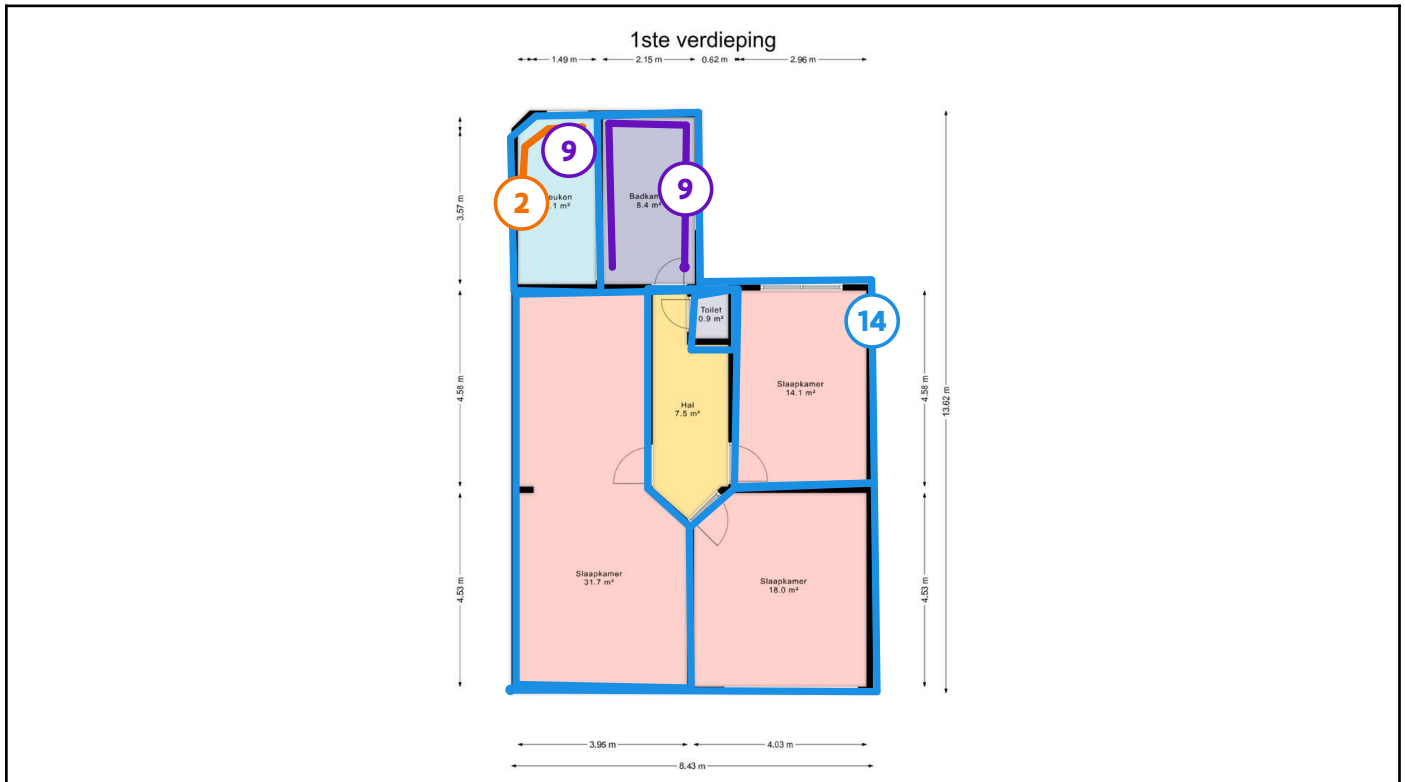 1ste verdieping
1.49 m
2.15 m
0.62 m
2.96 m
9
9
2
3.57 m
8.4 m²
14
Toilet
0.9 m²
4.58 m
Slaapkamer
14.1 m²
4.58 m
13.62 m
Hal
7.5 m²
4.53 m
Slaapkamer
31.7 m²
Slaapkamer
18.0 m²
4.53 m
3.95 m
4.03 m
8.43 m